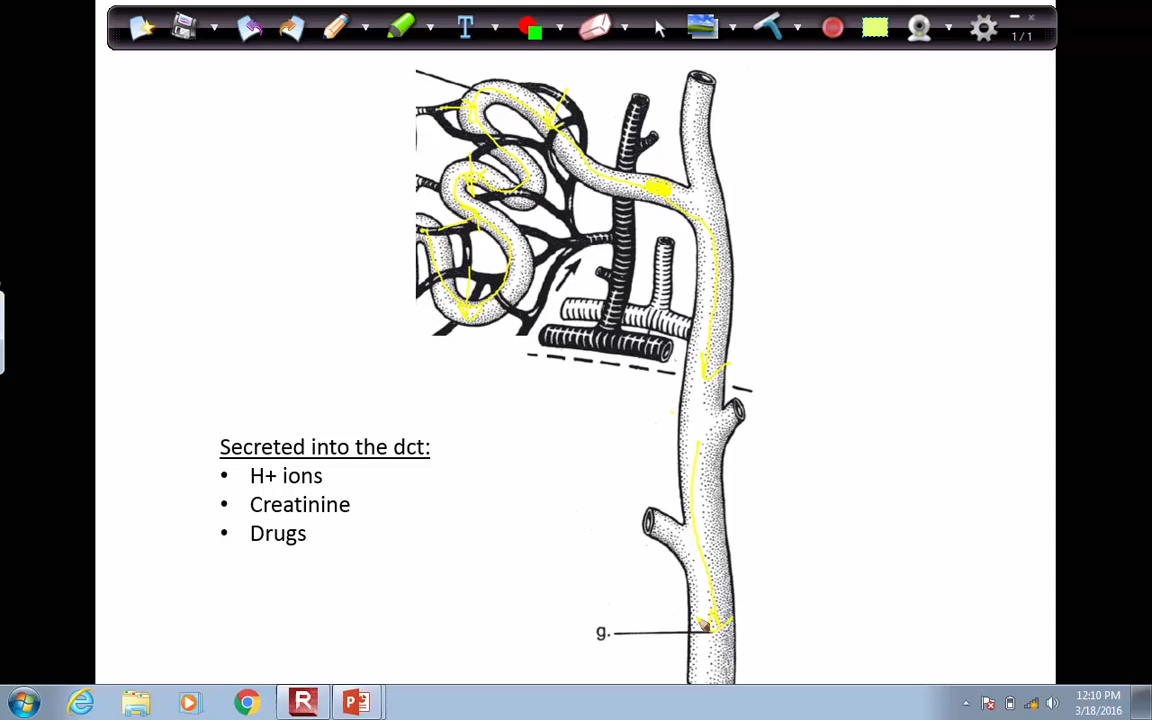 1/1
Secreted into the dct:
• H+ ions
• Creatinine
• Drugs
g.
12:10 PM
3/18/2016